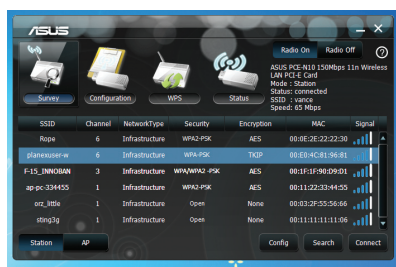 ASUS
Radio On Radio Off
ASUS PCE-N10 150Mbps 11n Wireless
LAN PCI-E Card
Mode : Station
Status: connected
SSID : vance
Speed: 65 Mbps
Survey Configuration WPS Status
SSID Channel NetworkType Security Encryption MAC Signal
Rope 6 Infrastructure WPA2-PSK AES 00:0E:2E:22:22:30
planexuser-w 6 Infrastructure WPA-PSK TKIP 00:E0:4C:81:96:81
F-15_INNOBAN 3 Infrastructure WPA/WPA2 -PSK AES 00:1F:1F:90:D9:D1
ap-pc-334455 1 Infrastructure WPA2-PSK AES 00:11:22:33:44:55
orz_little 1 Infrastructure Open None 00:03:2F:55:56:66
sting3g 1 Infrastructure Open None 00:11:11:11:11:06
Station AP Config Search Connect